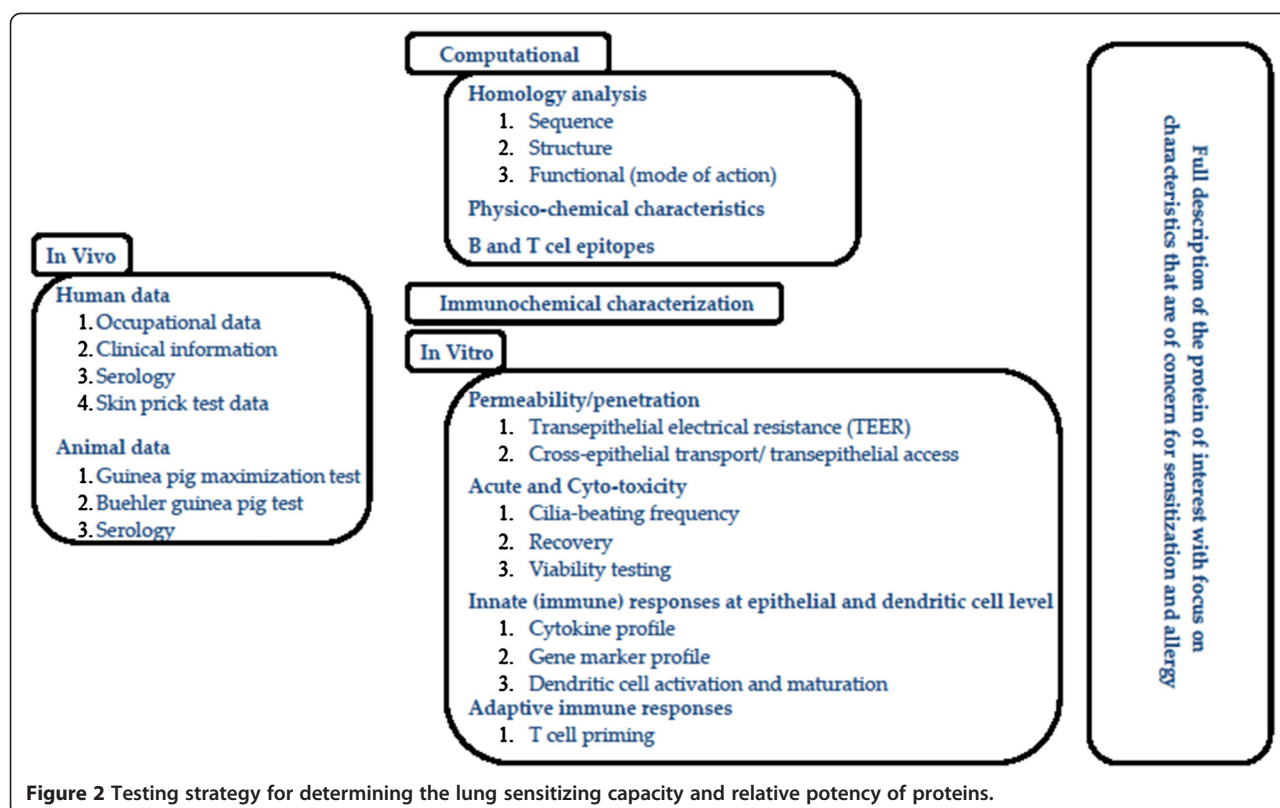 In Vivo
Human data
1. Occupational data
2. Clinical information
3. Serology
4. Skin prick test data
Animal data
1. Guinea pig maximization test
2. Buehler guinea pig test
3. Serology
Computational
Homology analysis
1. Sequence
2. Structure
3. Functional (mode of action)
Physico-chemical characteristics
B and T cel epitopes
Immunochemical characterization
In Vitro
Permeability/penetration
1. Transepithelial electrical resistance (TEER)
2. Cross-epithelial transport/ transepithelial access
Acute and Cyto-toxicity
1. Cilia-beating frequency
2. Recovery
3. Viability testing
Innate (immune) responses at epithelial and dendritic cell level
1. Cytokine profile
2. Gene marker profile
3. Dendritic cell activation and maturation
Adaptive immune responses
1. T cell priming
Full description of the protein of interest with focus on
characteristics that are of concern for sensitization and allergy
Figure 2 Testing strategy for determining the lung sensitizing capacity and relative potency of proteins.